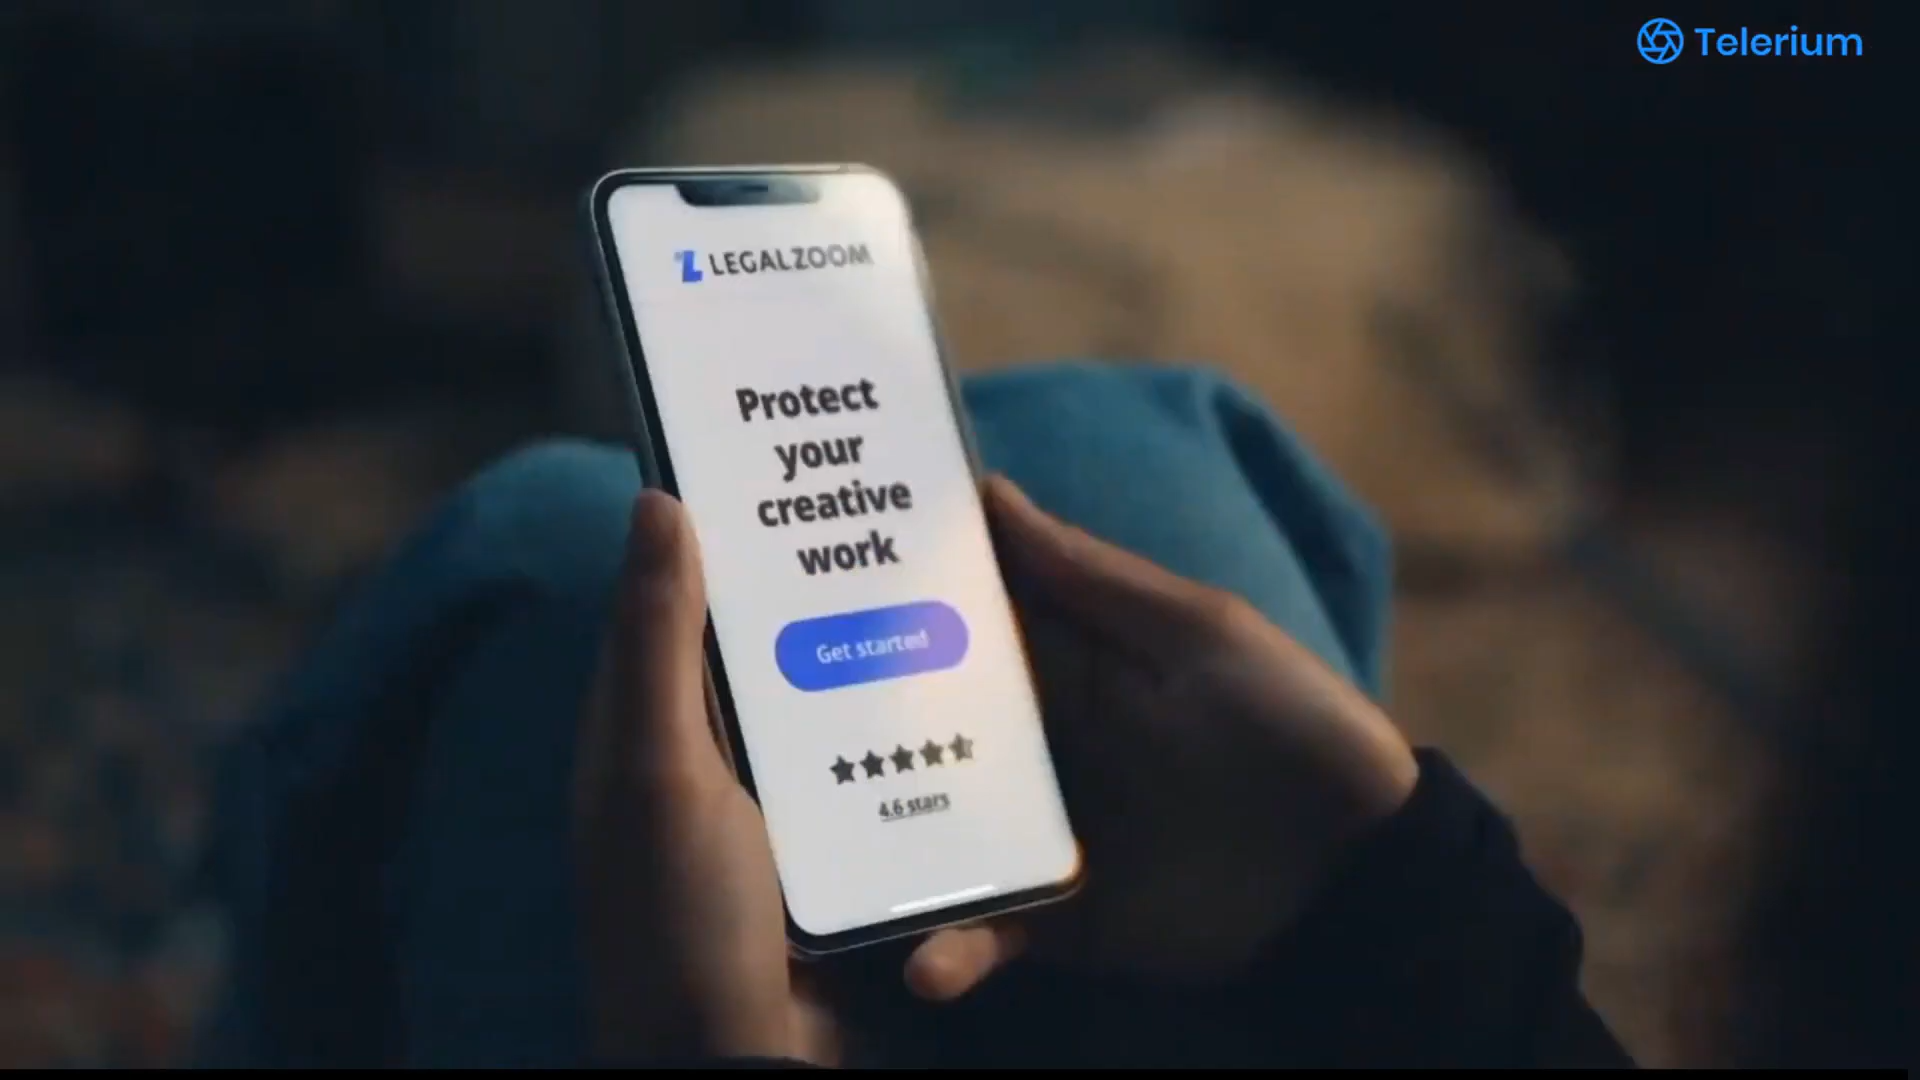 Telerium
LEGALZOOM
Protect
your
creative
work
Get started
4.6 stars